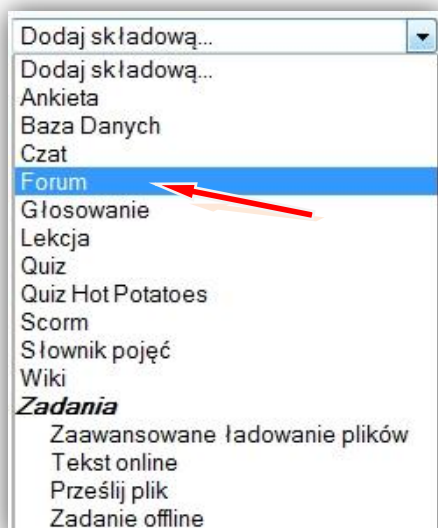 Dodaj składową...
Dodaj składową...
Ankieta
Baza Danych
Czat
Forum
Głosowanie
Lekcja
Quiz
Quiz Hot Potatoes
Scorm
Słownik pojęć
Wiki
Zadania
Zaawansowane ładowanie plików
Tekst online
Prześlij plik
Zadanie offline